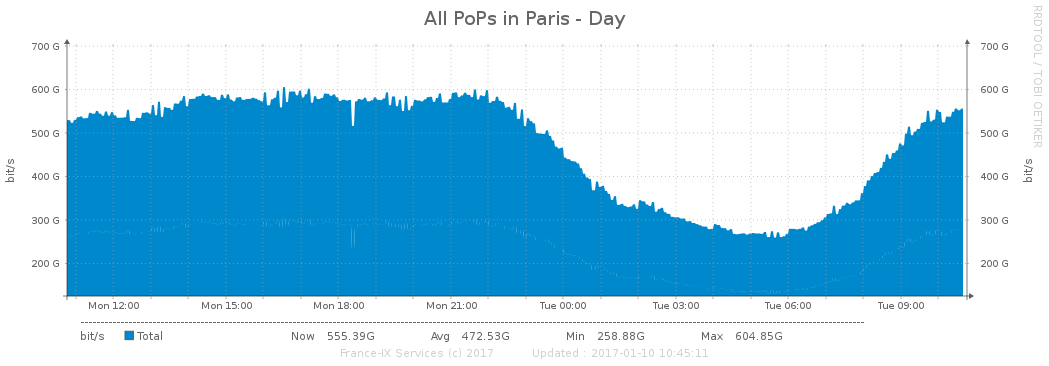 All PoPs in Paris - Day
RRDTOOL / TOBI OETIKER
700 G 700 G
600 G 600 G
500 G 500 G
400 G 400 G
300 G 300 G
200 G 200 G
bit/s bit/s
Mon 12:00 Mon 15:00 Mon 18:00 Mon 21:00 Tue 00:00 Tue 03:00 Tue 06:00 Tue 09:00
bit/s Total Now 555.39G Avg 472.53G Min 258.88G Max 604.85G
France-IX Services (c) 2017 Updated : 2017-01-10 10:45:11